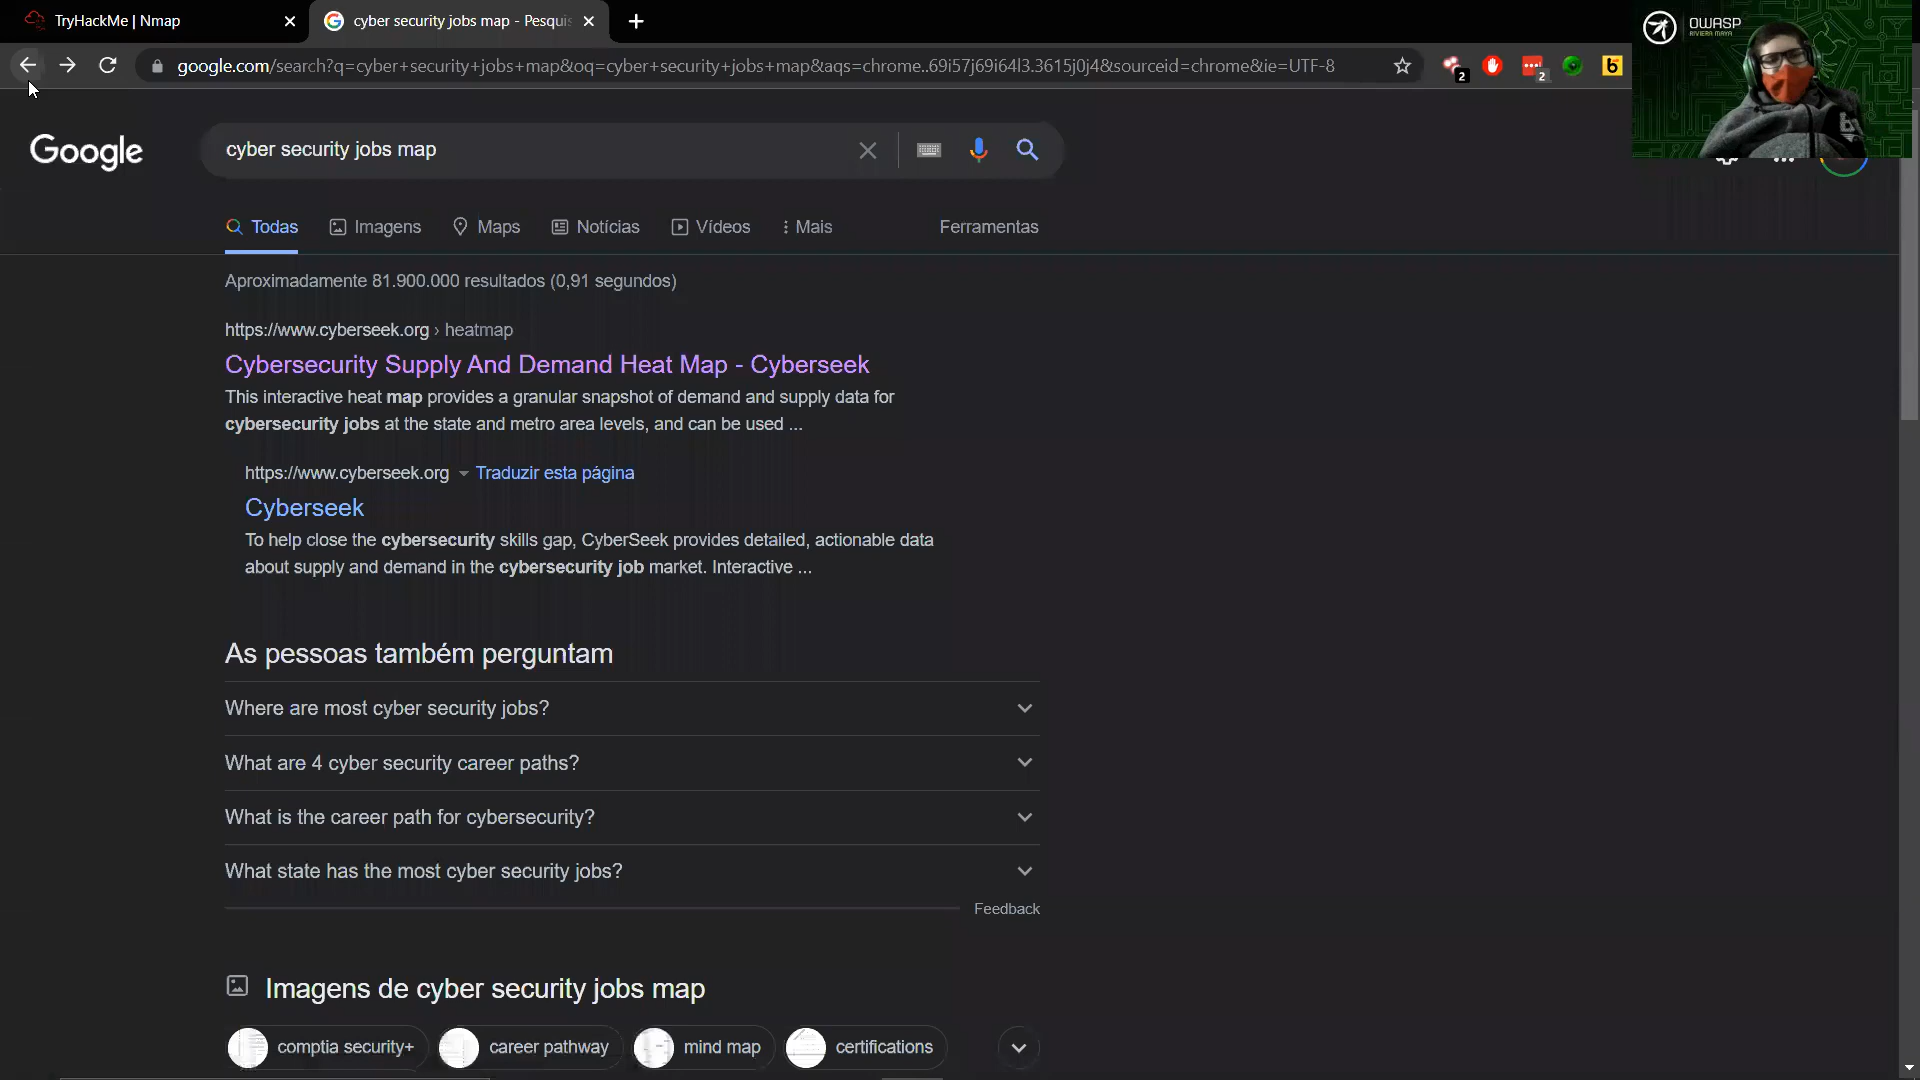 TryHackMe | Nmap
cyber security jobs map - Pesquis
google.com/search?q=cyber+security+jobs+map&oq=cyber+security+jobs+map&aqs=chrome..69i57j69i64l3.3615j0j4&sourceid=chrome&ie=UTF-8
2
2
b
OWASP
RIVIERA MAYA
Google
cyber security jobs map
Todas
Imagens
Maps
Notícias
Vídeos
Mais
Ferramentas
Aproximadamente 81.900.000 resultados (0,91 segundos)
https://www.cyberseek.org › heatmap
Cybersecurity Supply And Demand Heat Map - Cyberseek
This interactive heat map provides a granular snapshot of demand and supply data for
cybersecurity jobs at the state and metro area levels, and can be used ...
https://www.cyberseek.org
Traduzir esta página
Cyberseek
To help close the cybersecurity skills gap, CyberSeek provides detailed, actionable data
about supply and demand in the cybersecurity job market. Interactive ...
As pessoas também perguntam
Where are most cyber security jobs?
What are 4 cyber security career paths?
What is the career path for cybersecurity?
What state has the most cyber security jobs?
Feedback
Imagens de cyber security jobs map
comptia security+
career pathway
mind map
certifications